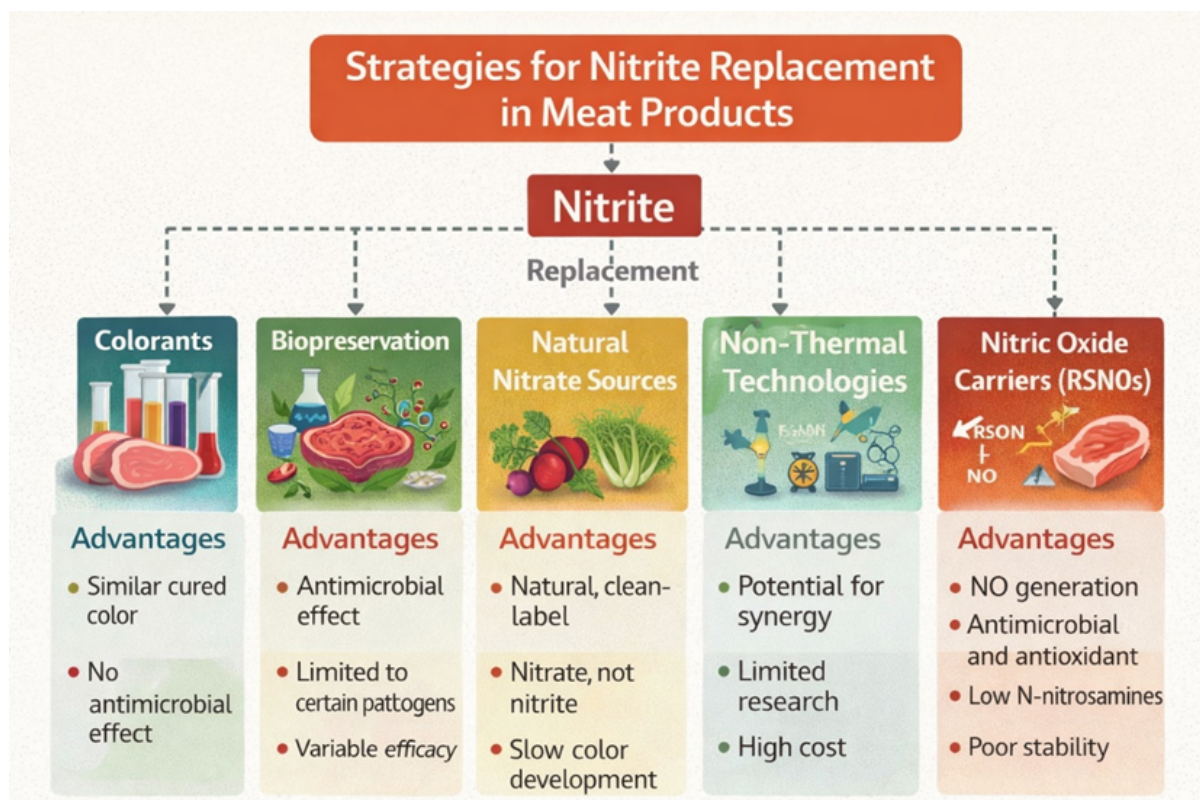 Strategies for Nitrite Replacement
in Meat Products
Nitrite
Replacement
Colorants
Biopreservation
Natural
Nitrate Sources
Non-Thermal
Technologies
Nitric Oxide
Carriers (RSNOs)
RSON
NO
Advantages
Similar cured
color
No
antimicrobial
effect
Advantages
Antimicrobial
effect
Limited to
certain pattogens
Variable efficacy
Advantages
Natural, clean-
label
Nitrate, not
nitrite
Slow color
development
Advantages
Potential for
synergy
Limited
research
High cost
Advantages
NO generation
Antimicrobial
and antioxidant
Low N-nitrosamines
Poor stability